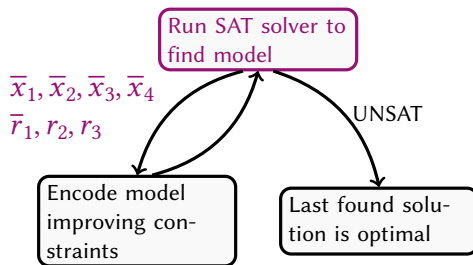 Run SAT solver to
find model
x̅₁, x̅₂, x̅₃, x̅₄
r̅₁, r₂, r₃
UNSAT
Encode model
improving con-
straints
Last found solu-
tion is optimal